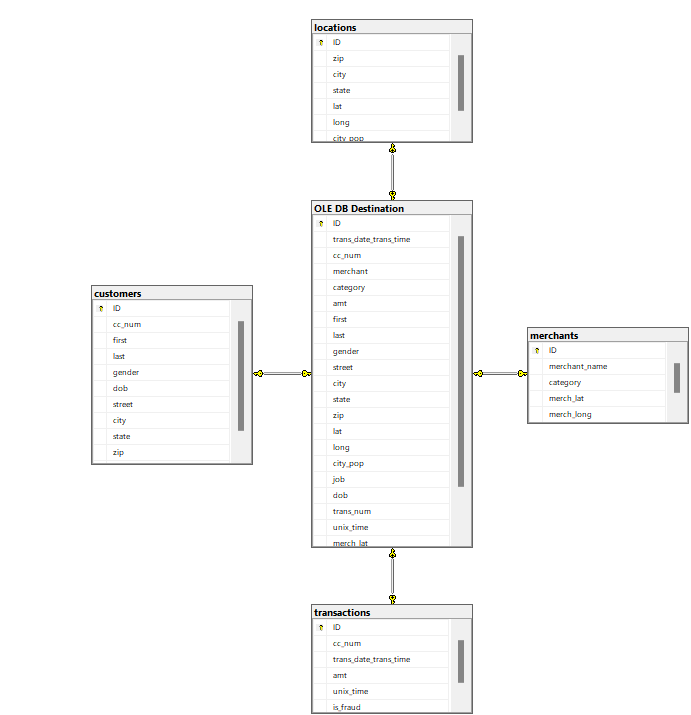 locations
ID
zip
city
state
lat
long
city_pop
OLE DB Destination
ID
trans_date_trans_time
cc_num
merchant
category
amt
first
last
gender
street
city
state
zip
lat
long
city_pop
job
dob
trans_num
unix_time
merch_lat
customers
ID
cc_num
first
last
gender
dob
street
city
state
zip
merchants
ID
merchant_name
category
merch_lat
merch_long
transactions
ID
cc_num
trans_date_trans_time
amt
unix_time
is_fraud